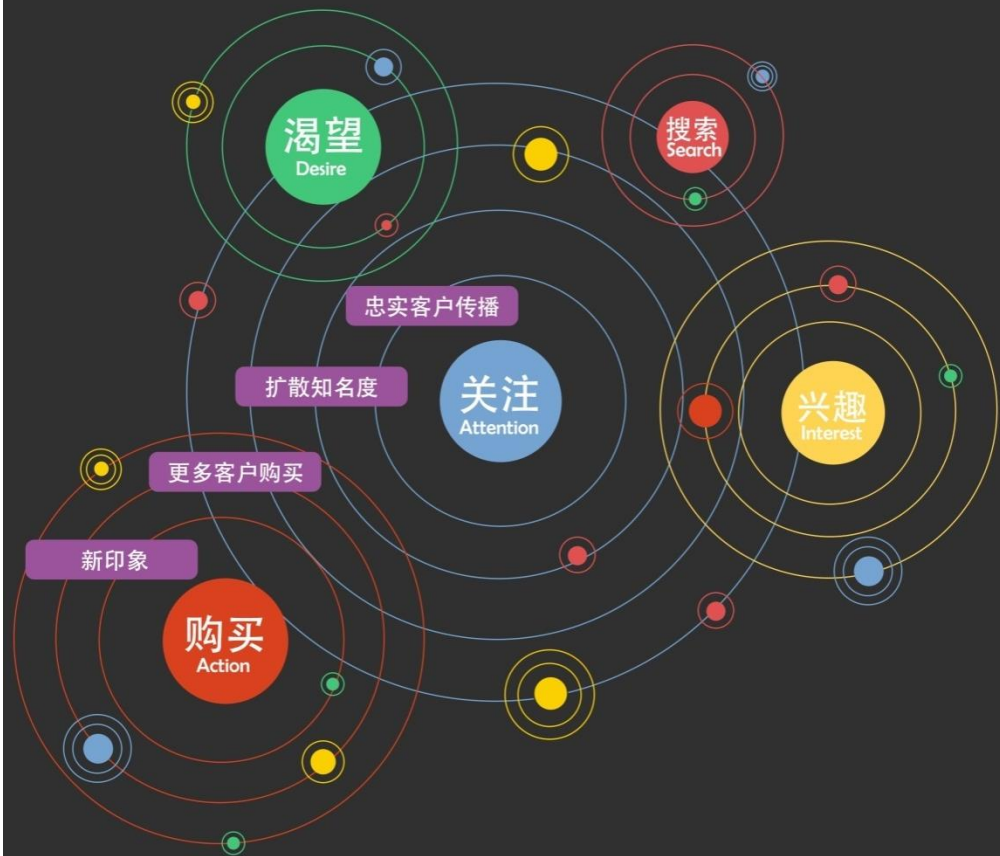 渴望
Desire
搜索
Search
忠实客户传播
扩散知名度
关注
Attention
兴趣
Interest
更多客户购买
新印象
购买
Action